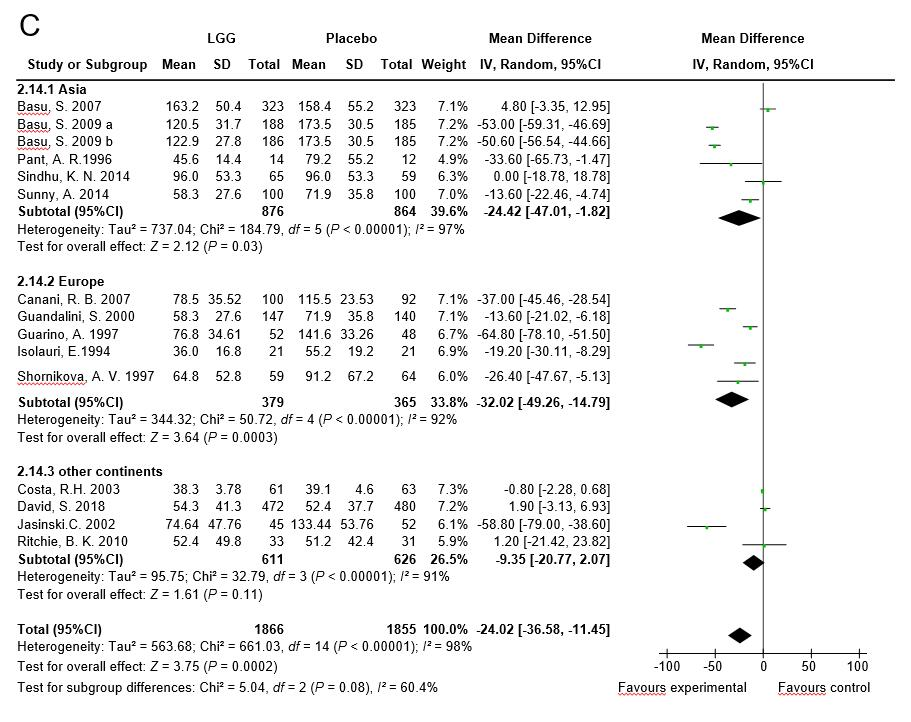 C
LGG Placebo Mean Difference Mean Difference
Study or Subgroup Mean SD Total Mean SD Total Weight IV, Random, 95%CI IV, Random, 95%CI
2.14.1 Asia
Basu, S. 2007 163.2 50.4 323 158.4 55.2 323 7.1% 4.80 [-3.35, 12.95]
Basu, S. 2009 a 120.5 31.7 188 173.5 30.5 185 7.2% -53.00 [-59.31, -46.69]
Basu, S. 2009 b 122.9 27.8 186 173.5 30.5 185 7.2% -50.60 [-56.54, -44.66]
Pant, A. R.1996 45.6 14.4 14 79.2 55.2 12 4.9% -33.60 [-65.73, -1.47]
Sindhu, K. N. 2014 96.0 53.3 65 96.0 53.3 59 6.3% 0.00 [-18.78, 18.78]
Sunny, A. 2014 58.3 27.6 100 71.9 35.8 100 7.0% -13.60 [-22.46, -4.74]
Subtotal (95%CI) 876 864 39.6% -24.42 [-47.01, -1.82]
Heterogeneity: Tau² = 737.04; Chi² = 184.79, df = 5 (P < 0.00001); I² = 97%
Test for overall effect: Z = 2.12 (P = 0.03)
2.14.2 Europe
Canani, R. B. 2007 78.5 35.52 100 115.5 23.53 92 7.1% -37.00 [-45.46, -28.54]
Guandalini, S. 2000 58.3 27.6 147 71.9 35.8 140 7.1% -13.60 [-21.02, -6.18]
Guarino, A. 1997 76.8 34.61 52 141.6 33.26 48 6.7% -64.80 [-78.10, -51.50]
Isolauri, E.1994 36.0 16.8 21 55.2 19.2 21 6.9% -19.20 [-30.11, -8.29]
Shornikova, A. V. 1997 64.8 52.8 59 91.2 67.2 64 6.0% -26.40 [-47.67, -5.13]
Subtotal (95%CI) 379 365 33.8% -32.02 [-49.26, -14.79]
Heterogeneity: Tau² = 344.32; Chi² = 50.72, df = 4 (P < 0.00001); I² = 92%
Test for overall effect: Z = 3.64 (P = 0.0003)
2.14.3 other continents
Costa, R.H. 2003 38.3 3.78 61 39.1 4.6 63 7.3% -0.80 [-2.28, 0.68]
David, S. 2018 54.3 41.3 472 52.4 37.7 480 7.2% 1.90 [-3.13, 6.93]
Jasinski.C. 2002 74.64 47.76 45 133.44 53.76 52 6.1% -58.80 [-79.00, -38.60]
Ritchie, B. K. 2010 52.4 49.8 33 51.2 42.4 31 5.9% 1.20 [-21.42, 23.82]
Subtotal (95%CI) 611 626 26.5% -9.35 [-20.77, 2.07]
Heterogeneity: Tau² = 95.75; Chi² = 32.79, df = 3 (P < 0.00001); I² = 91%
Test for overall effect: Z = 1.61 (P = 0.11)
Total (95%CI) 1866 1855 100.0% -24.02 [-36.58, -11.45]
Heterogeneity: Tau² = 563.68; Chi² = 661.03, df = 14 (P < 0.00001); I² = 98%
Test for overall effect: Z = 3.75 (P = 0.0002)
Test for subgroup differences: Chi² = 5.04, df = 2 (P = 0.08), I² = 60.4%
-100 -50 0 50 100
Favours experimental Favours control